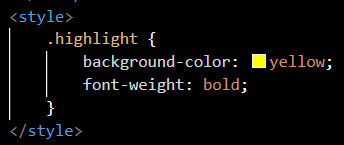 <style>
.highlight {
background-color: yellow;
font-weight: bold;
}
</style>